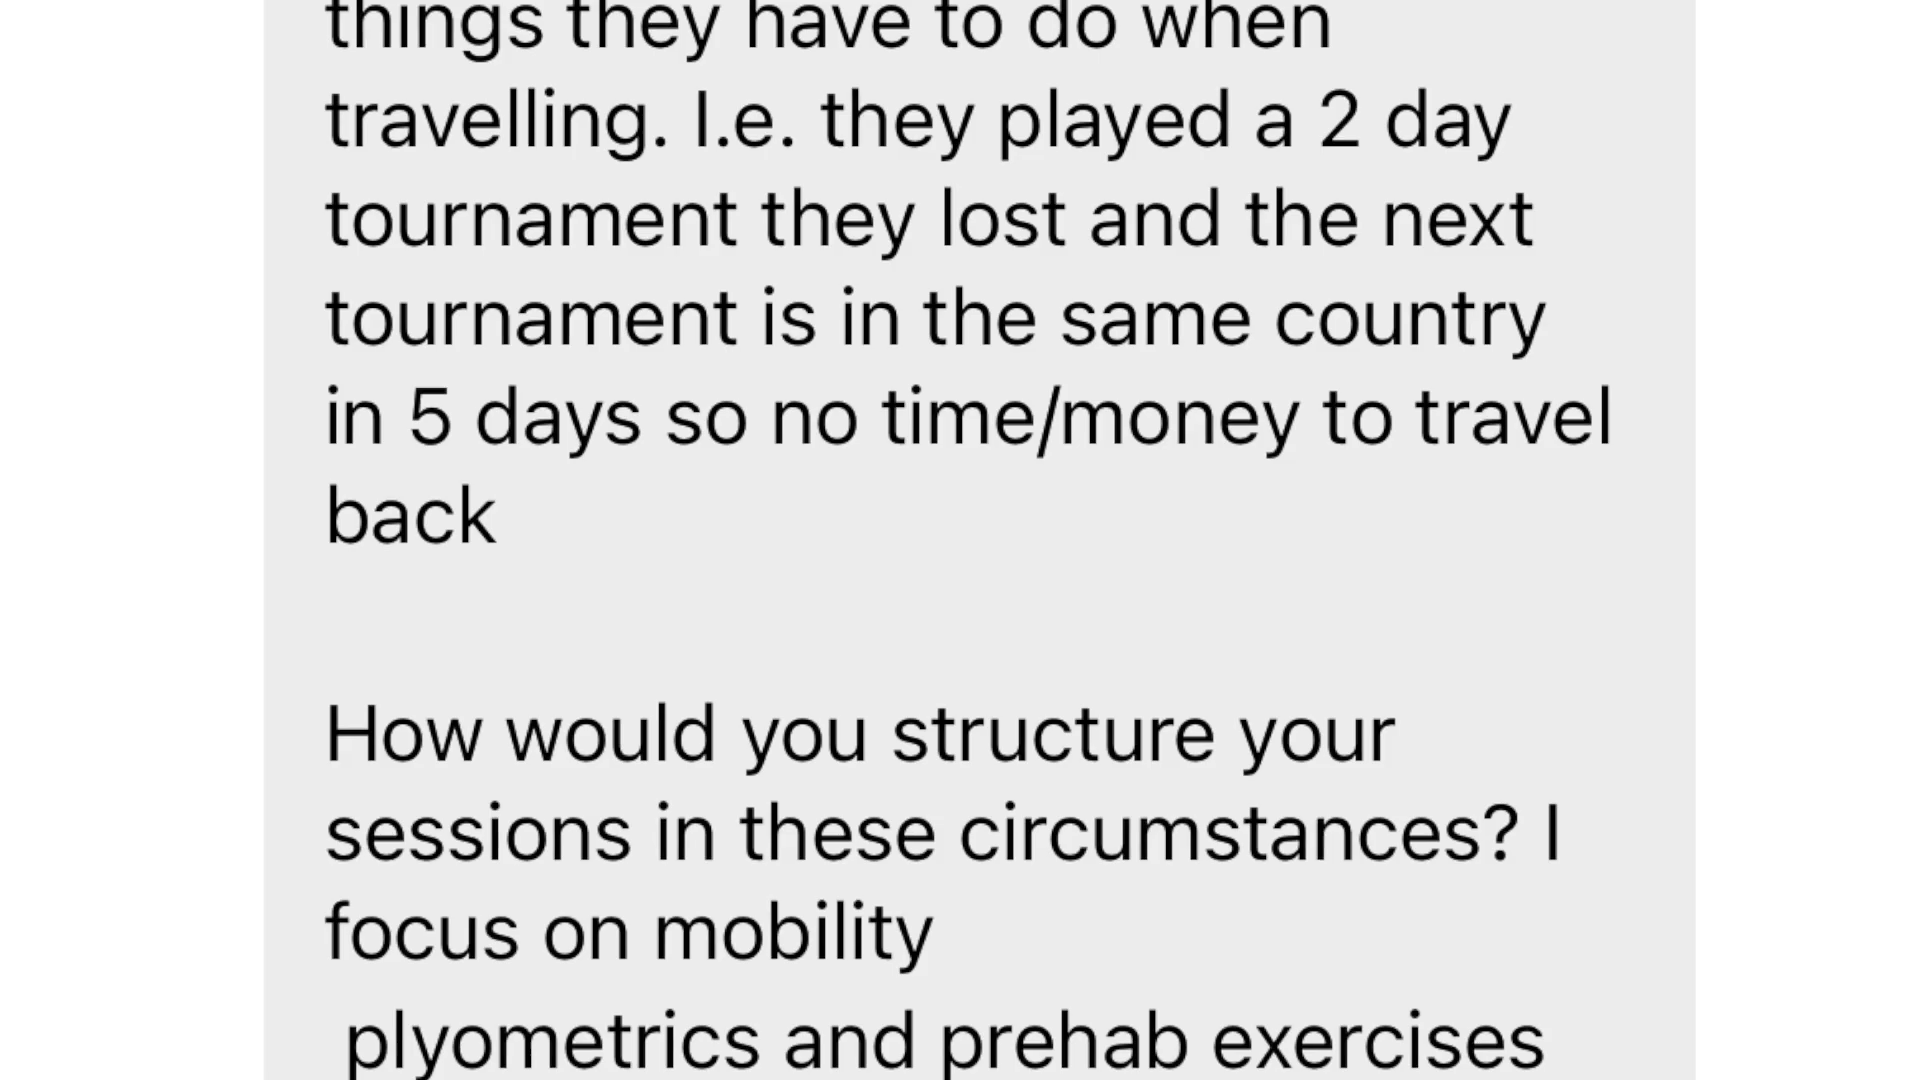 things they have to do when
travelling. I.e. they played a 2 day
tournament they lost and the next
tournament is in the same country
in 5 days so no time/money to travel
back
How would you structure your
sessions in these circumstances? I
focus on mobility
plyometrics and prehab exercises